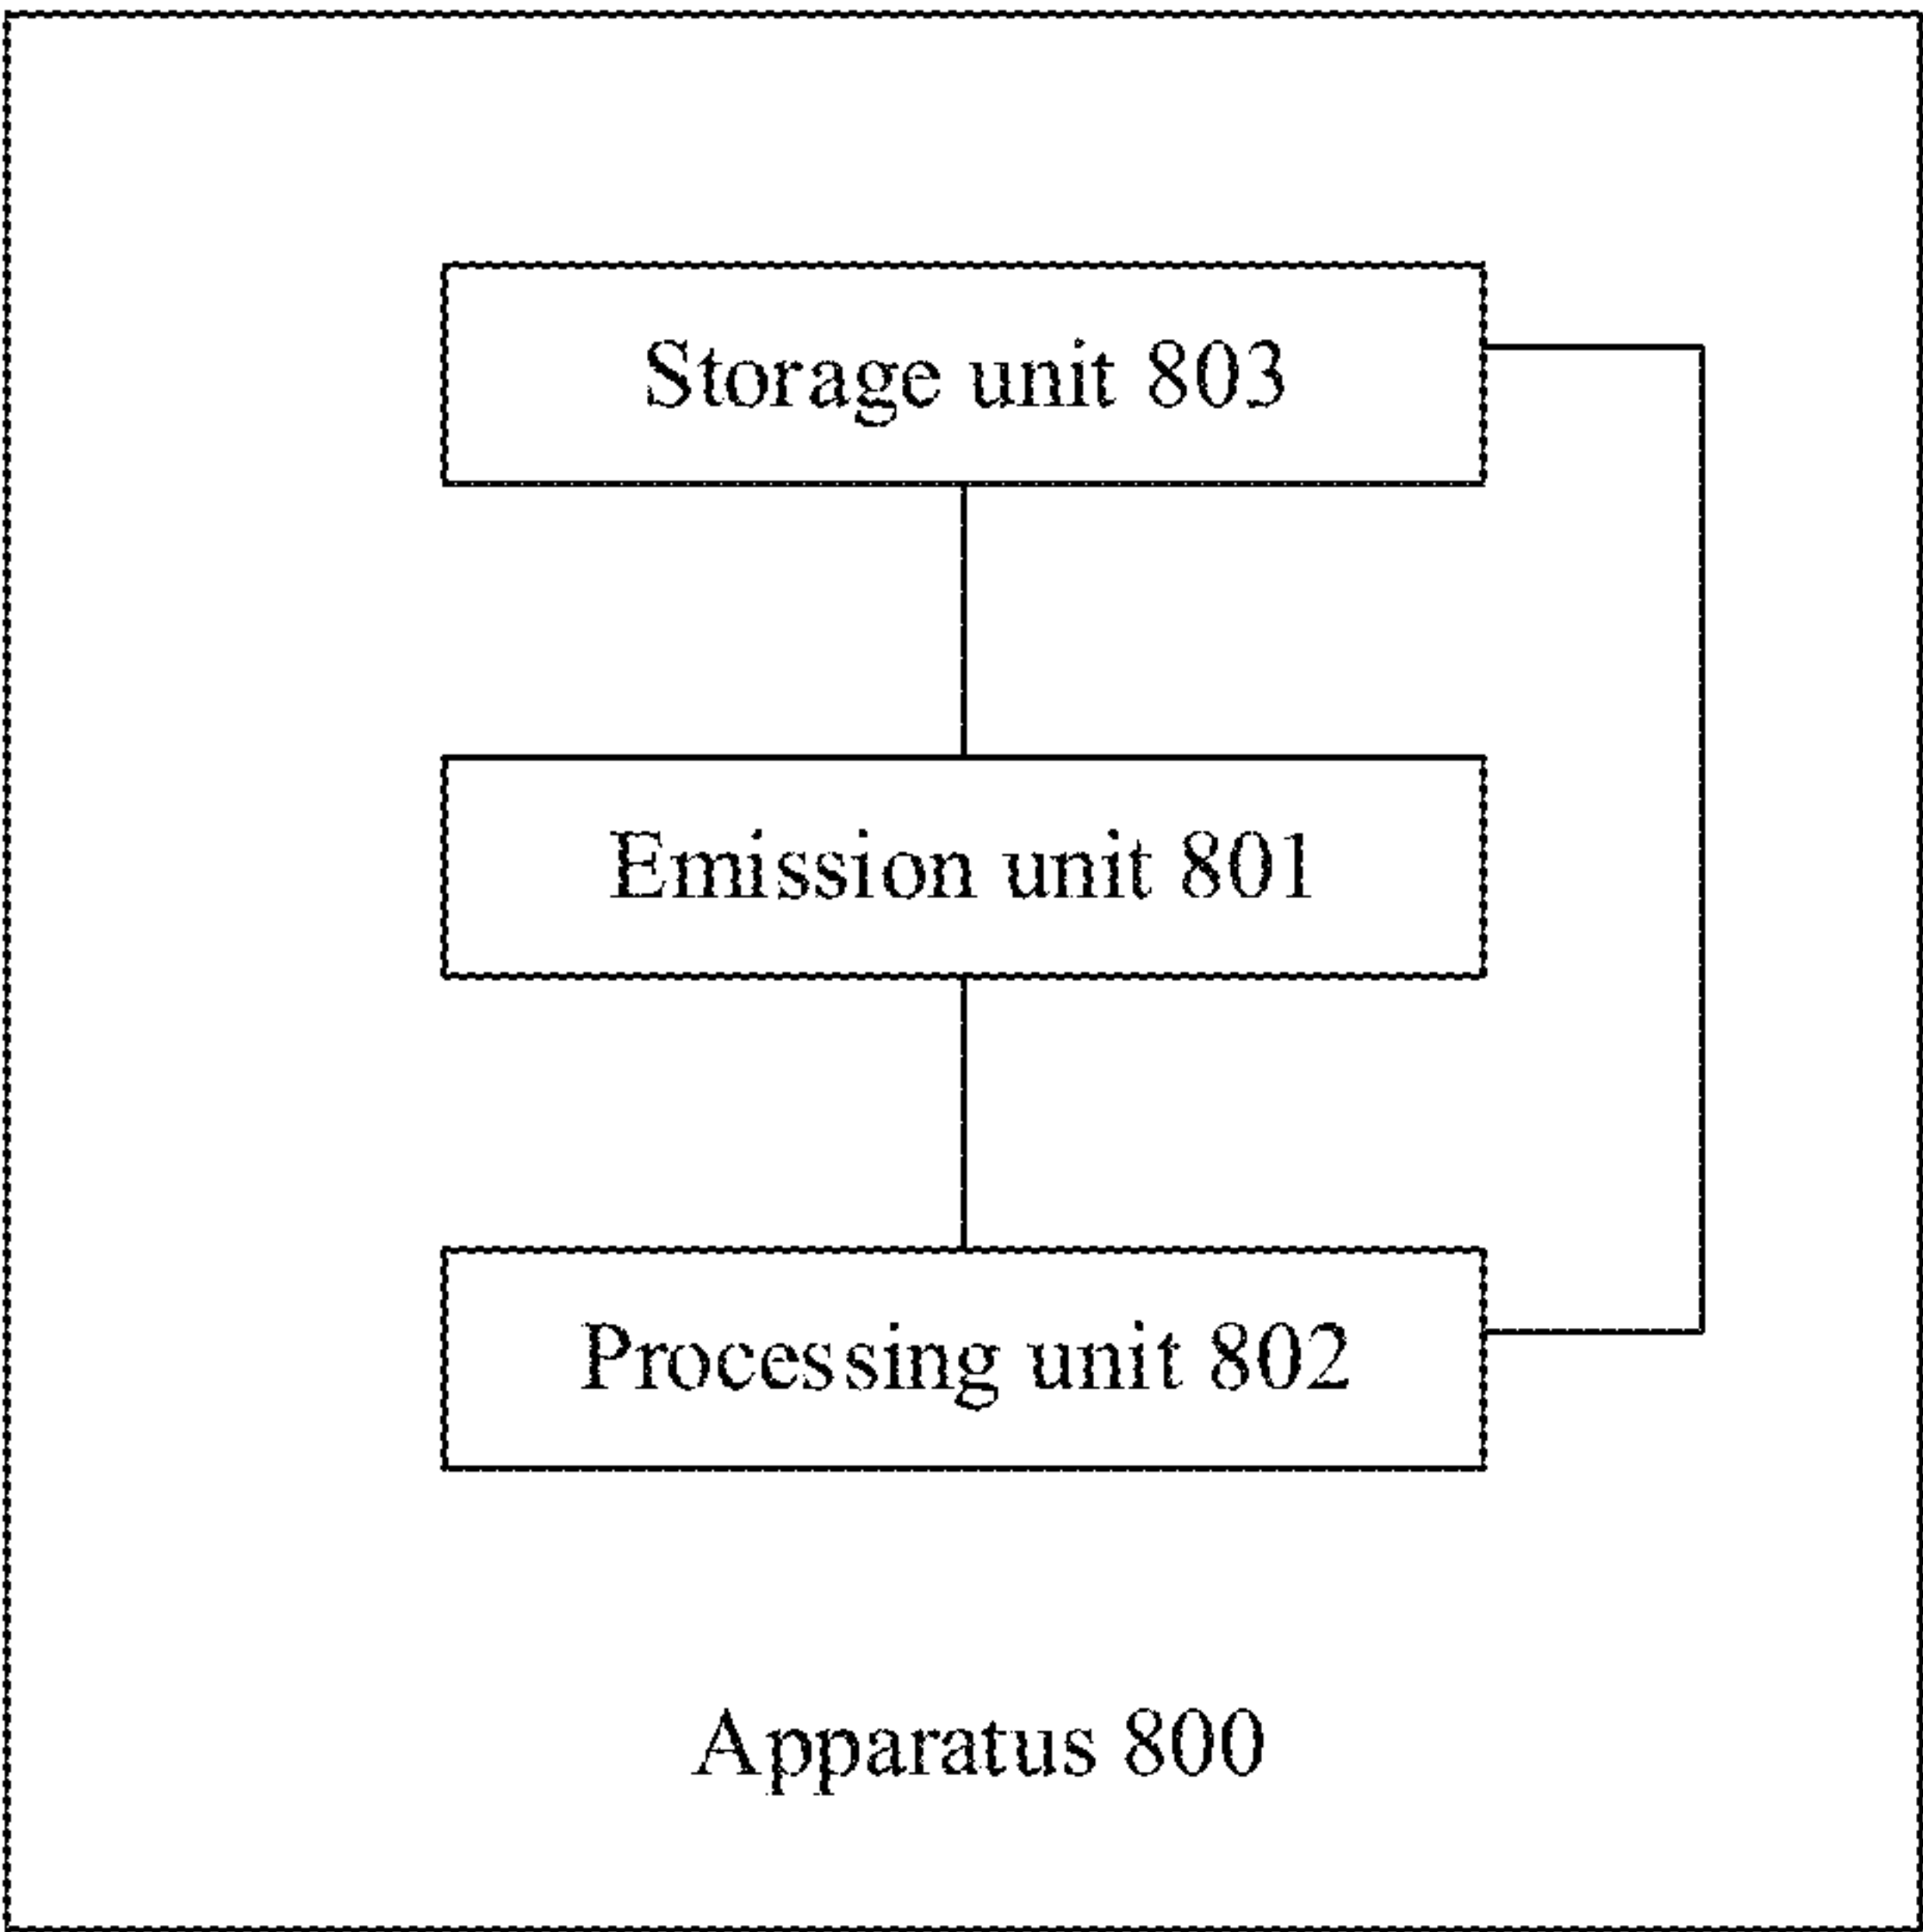 Storage unit 803
Emission unit 801
Processing unit 802
Apparatus 800